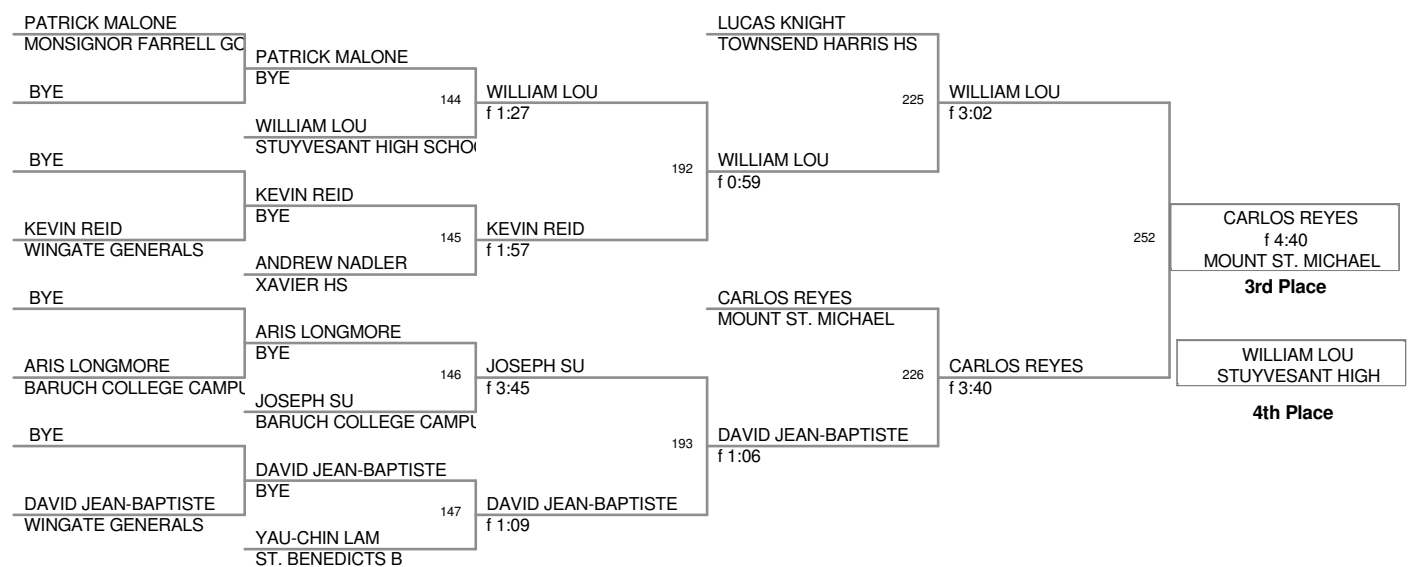 PATRICK MALONE
MONSIGNOR FARRELL GO
BYE
BYE
KEVIN REID
WINGATE GENERALS
BYE
ARIS LONGMORE
BARUCH COLLEGE CAMPU
BYE
DAVID JEAN-BAPTISTE
WINGATE GENERALS
PATRICK MALONE
BYE
144
WILLIAM LOU
STUYVESANT HIGH SCHOO
KEVIN REID
BYE
145
ANDREW NADLER
XAVIER HS
ARIS LONGMORE
BYE
146
JOSEPH SU
BARUCH COLLEGE CAMPU
DAVID JEAN-BAPTISTE
BYE
147
YAU-CHIN LAM
ST. BENEDICTS B
WILLIAM LOU
f 1:27
192
KEVIN REID
f 1:57
JOSEPH SU
f 3:45
193
DAVID JEAN-BAPTISTE
f 1:09
LUCAS KNIGHT
TOWNSEND HARRIS HS
225
WILLIAM LOU
f 0:59
CARLOS REYES
MOUNT ST. MICHAEL
226
DAVID JEAN-BAPTISTE
f 1:06
WILLIAM LOU
f 3:02
252
CARLOS REYES
f 3:40
CARLOS REYES
f 4:40
MOUNT ST. MICHAEL
3rd Place
WILLIAM LOU
STUYVESANT HIGH
4th Place